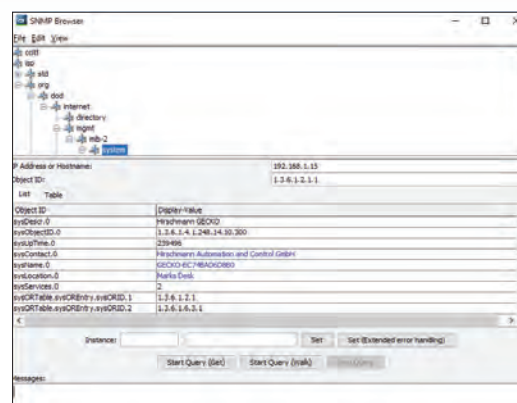 SNMP Browser
File Edit View
ccitt
iso
std
org
dod
internet
directory
mgmt
mib-2
system
IP Address or Hostname: 192.168.1.15
Object ID: 1.3.6.1.2.1.1
List Table
Object ID Display-Value
sysDescr.0 Hirschmann GECKO
sysObjectID.0 1.3.6.1.4.1.248.14.10.300
sysUpTime.0 239496
sysContact.0 Hirschmann Automation and Control GmbH
sysName.0
sysLocation.0 Marks Desk
sysServices.0 2
sysORTable.sysOREntry.sysORID.1 1.3.6.1.2.1
sysORTable.sysOREntry.sysORID.2 1.3.6.1.6.3.1
Instance: Set Set (Extended error handling)
Start Query (Get) Start Query (Walk) Stop Query
Messages: